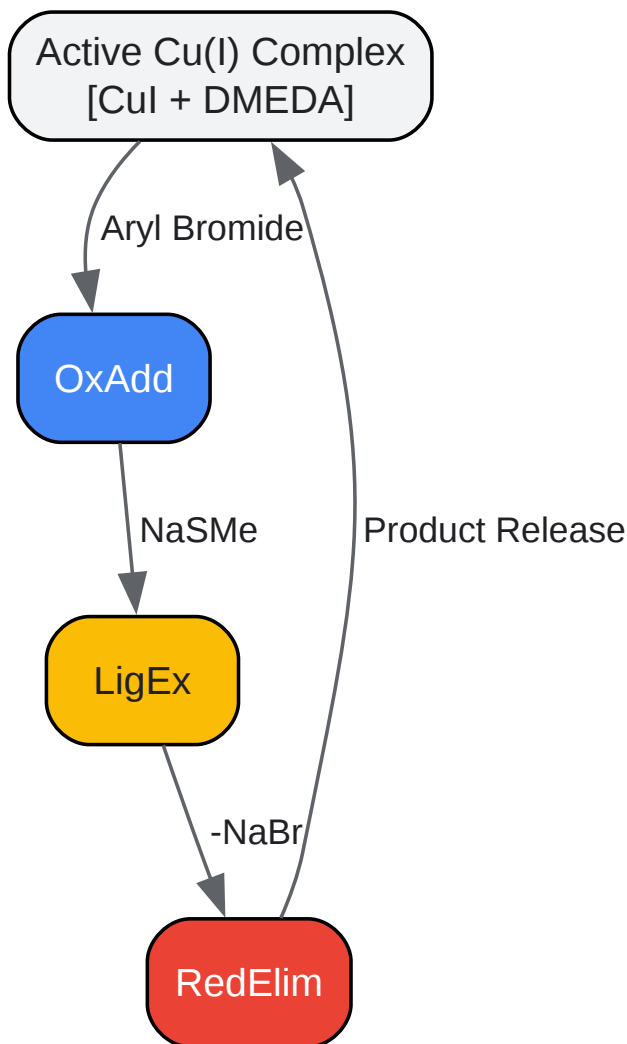 Active Cu(I) Complex
[CuI + DMEDA]
Aryl Bromide
OxAdd
NaSMe
Product Release
LigEx
-NaBr
RedElim